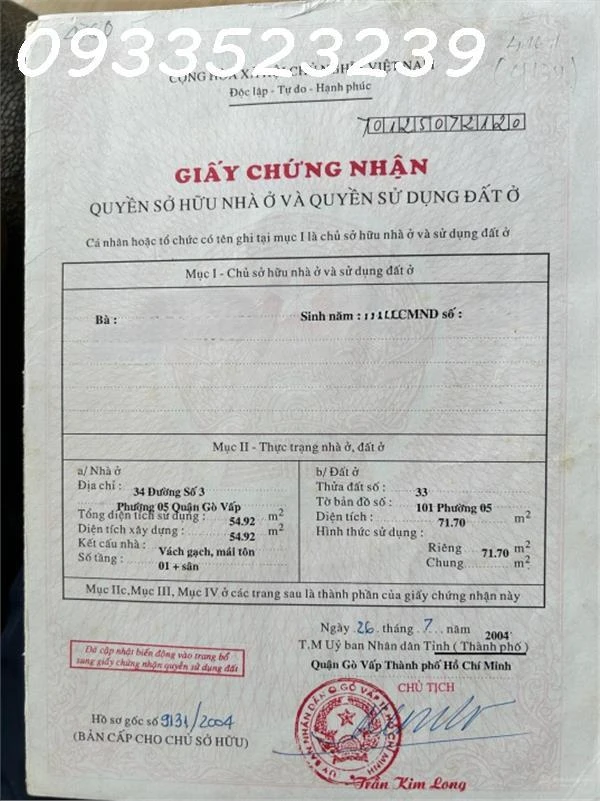 0933523239
CỘNG HÒA XÃ HỘI CHỦ NGHĨA VIỆT NAM
Độc lập - Tự do - Hạnh phúc
7012507 2120
GIẤY CHỨNG NHẬN
QUYỀN SỞ HỮU NHÀ Ở VÀ QUYỀN SỬ DỤNG ĐẤT Ở
Cá nhân hoặc tổ chức có tên ghi tại mục I là chủ sở hữu nhà ở và sử dụng đất ở
Mục I - Chủ sở hữu nhà ở và sử dụng đất ở
Bà : Sinh năm : CMND số :
Mục II - Thực trạng nhà ở, đất ở
a/ Nhà ở
Địa chỉ : 34 Đường Số 3
Phường 05 Quận Gò Vấp
Tổng diện tích sử dụng : 54.92 m2
Diện tích xây dựng : 54.92 m2
Kết cấu nhà : Vách gạch, mái tôn
Số tầng : 01 + sân
b/ Đất ở
Thửa đất số : 33
Tờ bản đồ số : 101 Phường 05
Diện tích : 71.70 m2
Hình thức sử dụng :
Riêng 71.70 m2
Chung m2
Mục IIc, Mục III, Mục IV ở các trang sau là thành phần của giấy chứng nhận này
Ngày 26 tháng 7 năm 2004
T.M Uỷ ban Nhân dân Tỉnh ( Thành phố )
Quận Gò Vấp Thành phố Hồ Chí Minh
CHỦ TỊCH
Đã cập nhật biến động vào trang bổ
sung giấy chứng nhận quyền sử dụng đất
Hồ sơ gốc số 9131/2004
(BẢN CẤP CHO CHỦ SỞ HỮU)
Trần Kim Long